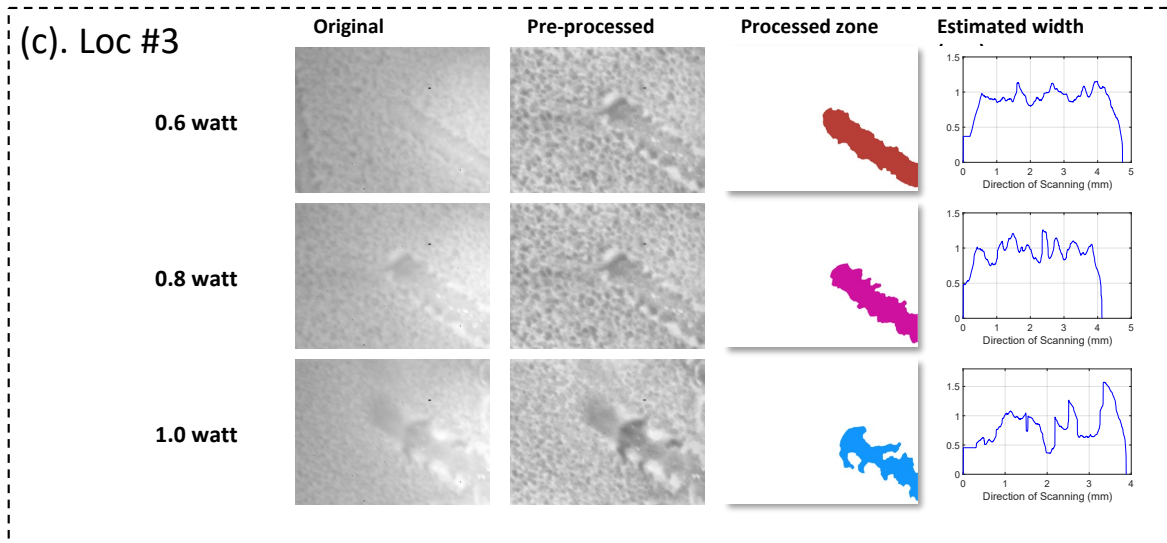 (c). Loc #3
Original Pre-processed Processed zone Estimated width
0.6 watt
1.5
1
0.5
0
0 1 2 3 4 5
Direction of Scanning (mm)
0.8 watt
1.5
1
0.5
0
0 1 2 3 4 5
Direction of Scanning (mm)
1.0 watt
1.5
1
0.5
0
0 1 2 3 4
Direction of Scanning (mm)